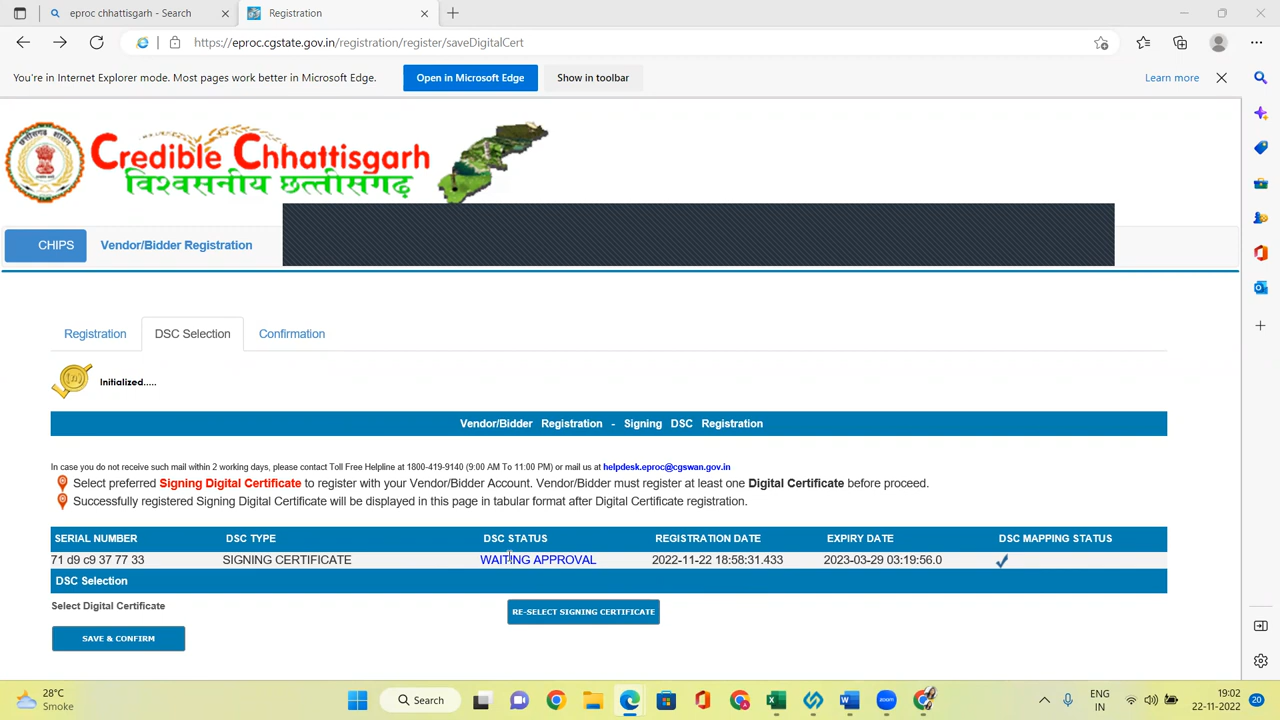 eproc chhattisgarh - Search
Registration
https://eproc.cgstate.gov.in/registration/register/saveDigitalCert
You're in Internet Explorer mode. Most pages work better in Microsoft Edge.
Open in Microsoft Edge
Show in toolbar
Learn more
Credible Chhattisgarh
विश्वसनीय छत्तीसगढ़
CHIPS
Vendor/Bidder Registration
Registration
DSC Selection
Confirmation
Initialized.....
Vendor/Bidder Registration - Signing DSC Registration
In case you do not receive such mail within 2 working days, please contact Toll Free Helpline at 1800-419-9140 (9:00 AM To 11:00 PM) or mail us at helpdesk.eproc@cgswan.gov.in
Select preferred Signing Digital Certificate to register with your Vendor/Bidder Account. Vendor/Bidder must register at least one Digital Certificate before proceed.
Successfully registered Signing Digital Certificate will be displayed in this page in tabular format after Digital Certificate registration.
SERIAL NUMBER DSC TYPE DSC STATUS REGISTRATION DATE EXPIRY DATE DSC MAPPING STATUS
71 d9 c9 37 77 33 SIGNING CERTIFICATE WAITING APPROVAL 2022-11-22 18:58:31.433 2023-03-29 03:19:56.0
DSC Selection
Select Digital Certificate
RE-SELECT SIGNING CERTIFICATE
SAVE & CONFIRM
28°C
Smoke
Search
ENG
IN
19:02
22-11-2022
20